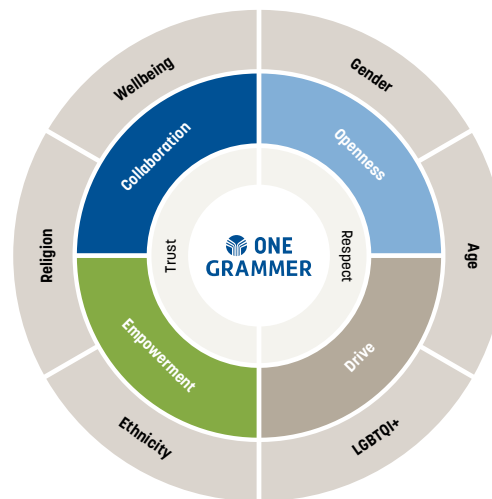 Wellbeing
Gender
Collaboration
Openness
Religion
Trust
ONE
GRAMMER
Respect
Age
Empowerment
Drive
Ethnicity
LGBTQI+